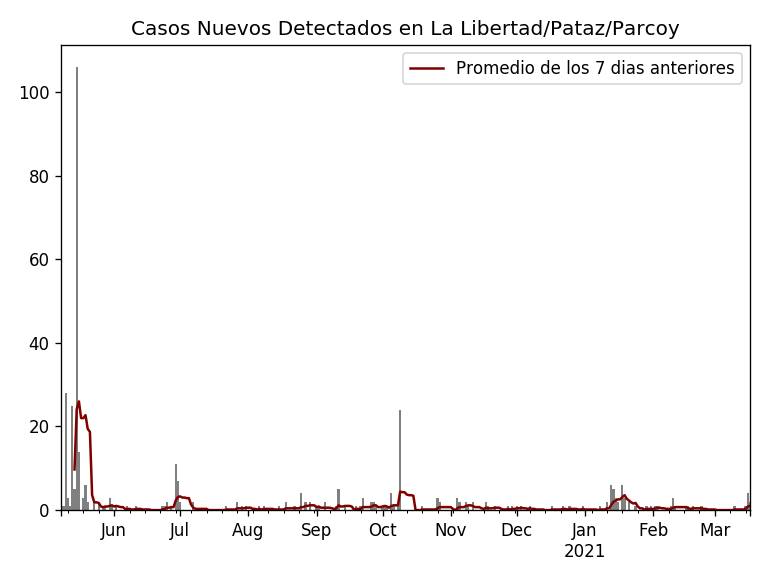 Casos Nuevos Detectados en La Libertad/Pataz/Parcoy
Promedio de los 7 dias anteriores
100
80
60
40
20
0
Jun Jul Aug Sep Oct Nov Dec Jan Feb Mar
2021